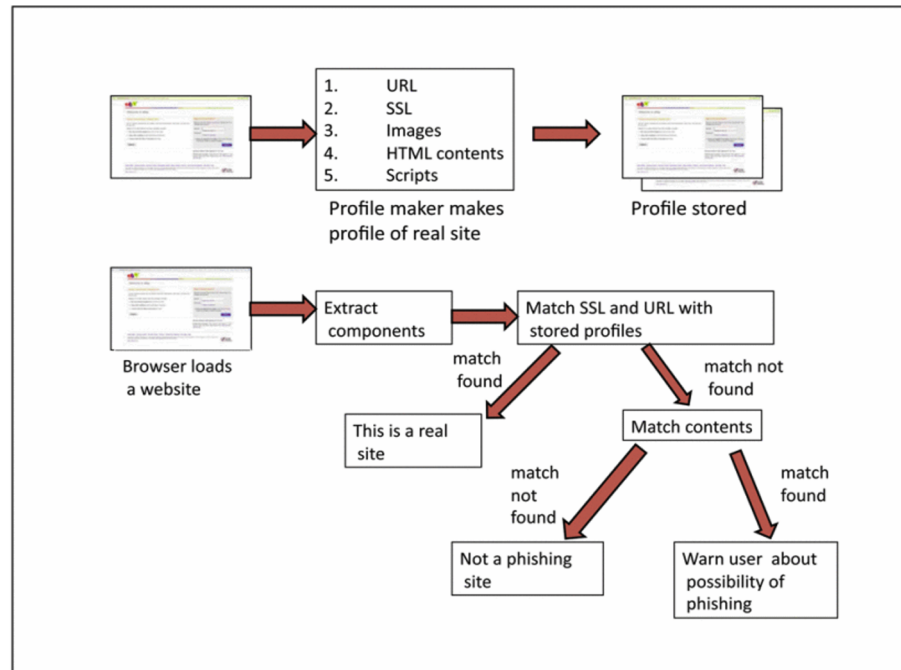 1. URL
2. SSL
3. Images
4. HTML contents
5. Scripts
Profile maker makes
profile of real site
Profile stored
Browser loads
a website
Extract
components
Match SSL and URL with
stored profiles
match
found
match not
found
This is a real
site
Match contents
match
not
found
match
found
Not a phishing
site
Warn user about
possibility of
phishing